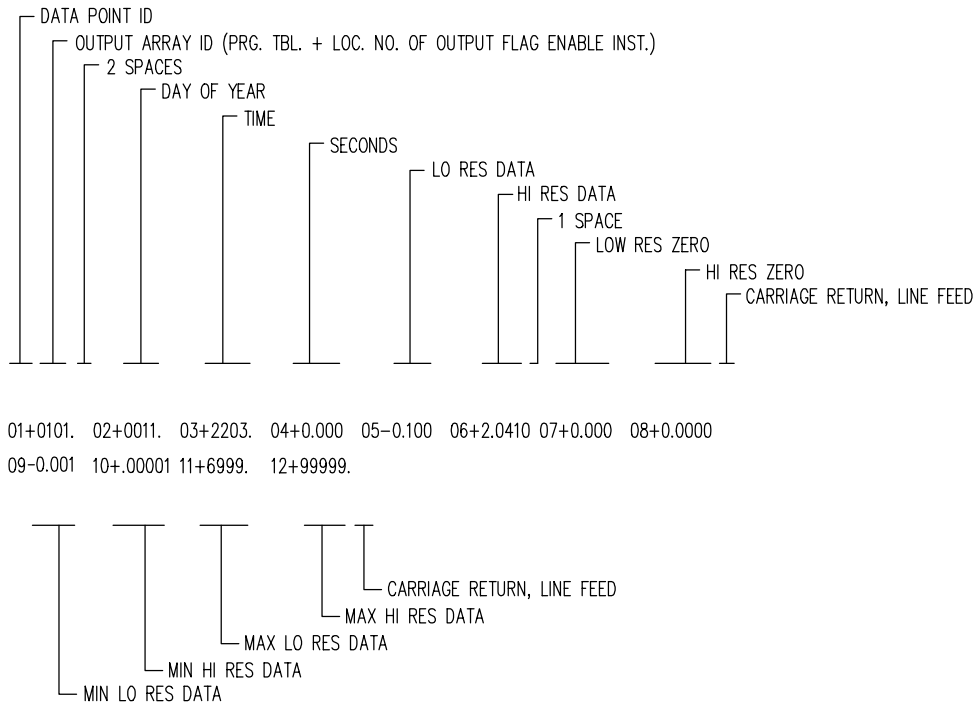 DATA POINT ID
OUTPUT ARRAY ID (PRG. TBL. + LOC. NO. OF OUTPUT FLAG ENABLE INST.)
2 SPACES
DAY OF YEAR
TIME
SECONDS
LO RES DATA
HI RES DATA
1 SPACE
LOW RES ZERO
HI RES ZERO
CARRIAGE RETURN, LINE FEED
01+0101. 02+0011. 03+2203. 04+0.000 05-0.100 06+2.0410 07+0.000 08+0.0000
09-0.001 10+.00001 11+6999. 12+99999.
CARRIAGE RETURN, LINE FEED
MAX HI RES DATA
MAX LO RES DATA
MIN HI RES DATA
MIN LO RES DATA